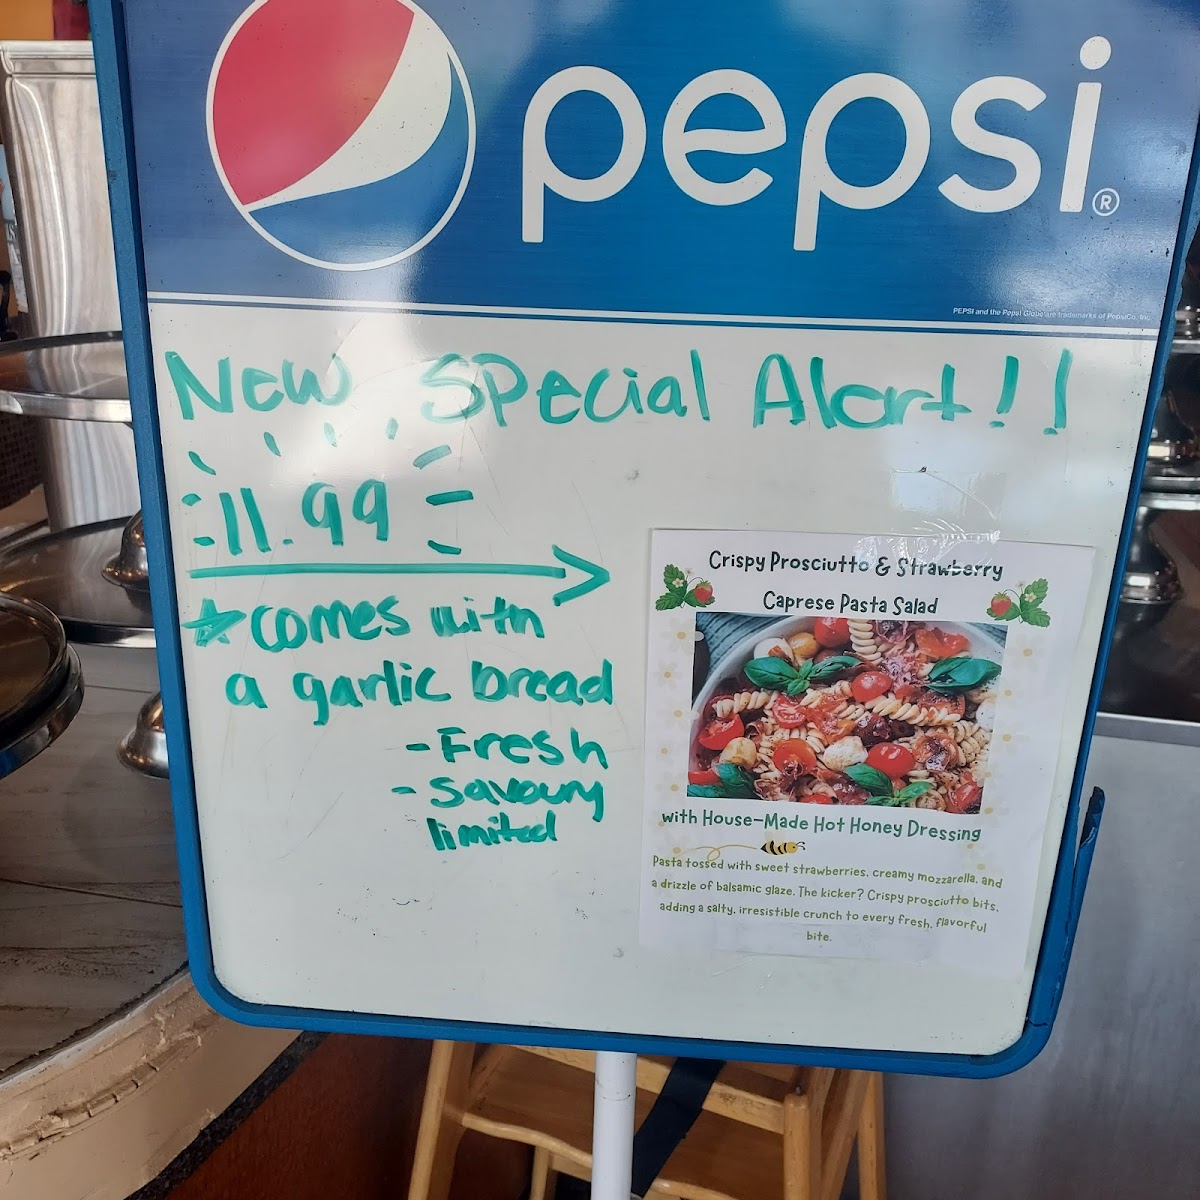 pepsi®
PEPSI and the Pepsi Globe are trademarks of PepsiCo, Inc.
New Special Alert!!
11.99
comes with
a garlic bread
- Fresh
- Savoury
limited
Crispy Prosciutto & Strawberry
Caprese Pasta Salad
with House-Made Hot Honey Dressing
Pasta tossed with sweet strawberries, creamy mozzarella, and
a drizzle of balsamic glaze. The kicker? Crispy prosciutto bits,
adding a salty, irresistible crunch to every fresh, flavorful
bite.